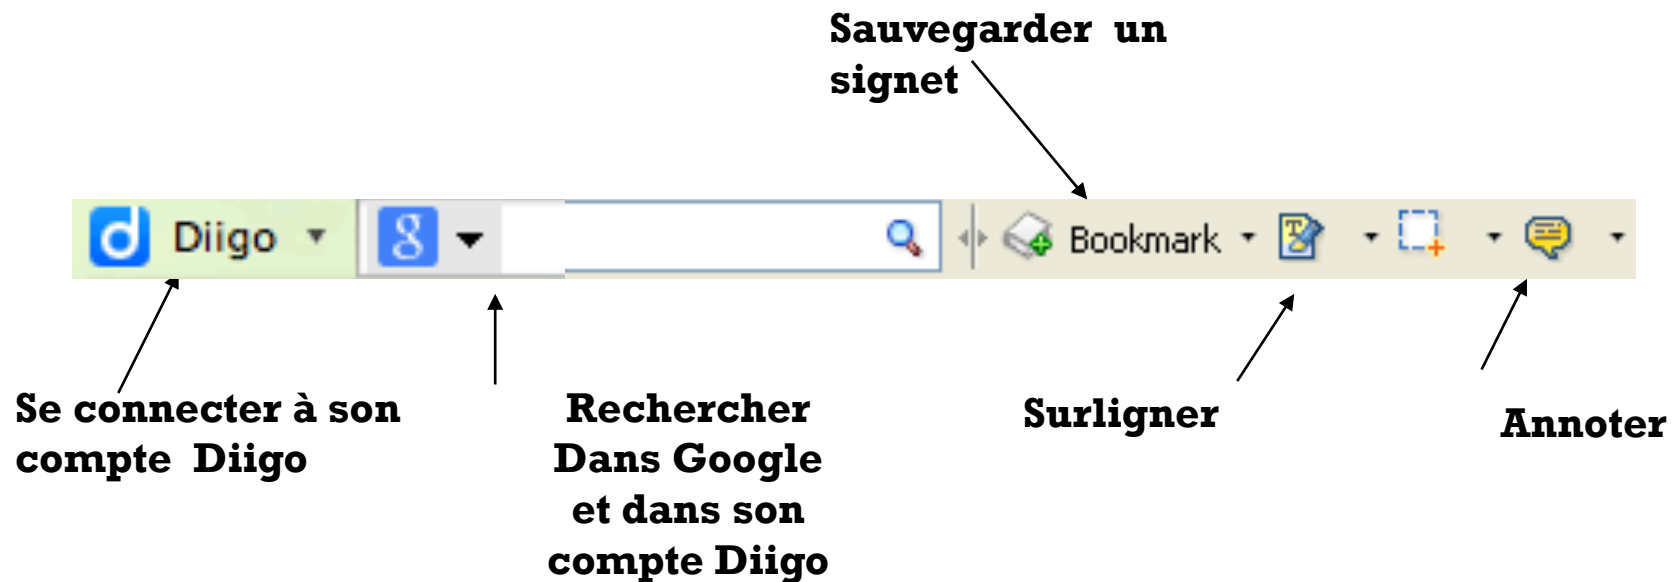 Sauvegarder un
signet
Diigo
g
Bookmark
Se connecter à son
compte Diigo
Rechercher
Dans Google
et dans son
compte Diigo
Surligner
Annoter